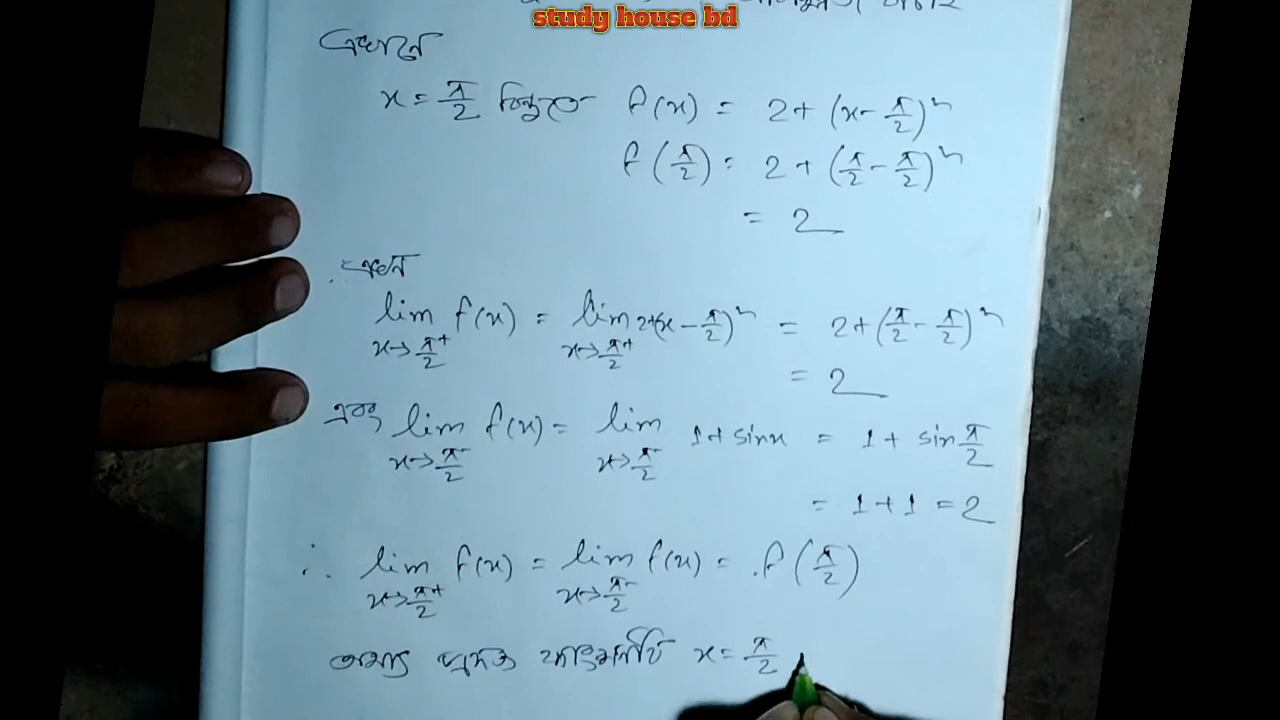 study house bd
এখানে
x = π/2 বিন্দুতে f(x) = 2 + (x - π/2)²
f(π/2) = 2 + (π/2 - π/2)²
= 2
এখন
lim x→π/2⁺ f(x) = lim x→π/2⁺ 2+(x - π/2)² = 2 + (π/2 - π/2)²
= 2
এবং lim x→π/2⁻ f(x) = lim x→π/2⁻ 1 + sinx = 1 + sin π/2
= 1 + 1 = 2
∴ lim x→π/2⁺ f(x) = lim x→π/2⁻ f(x) = f(π/2)
প্রদত্ত ফাংশনটি x = π/2